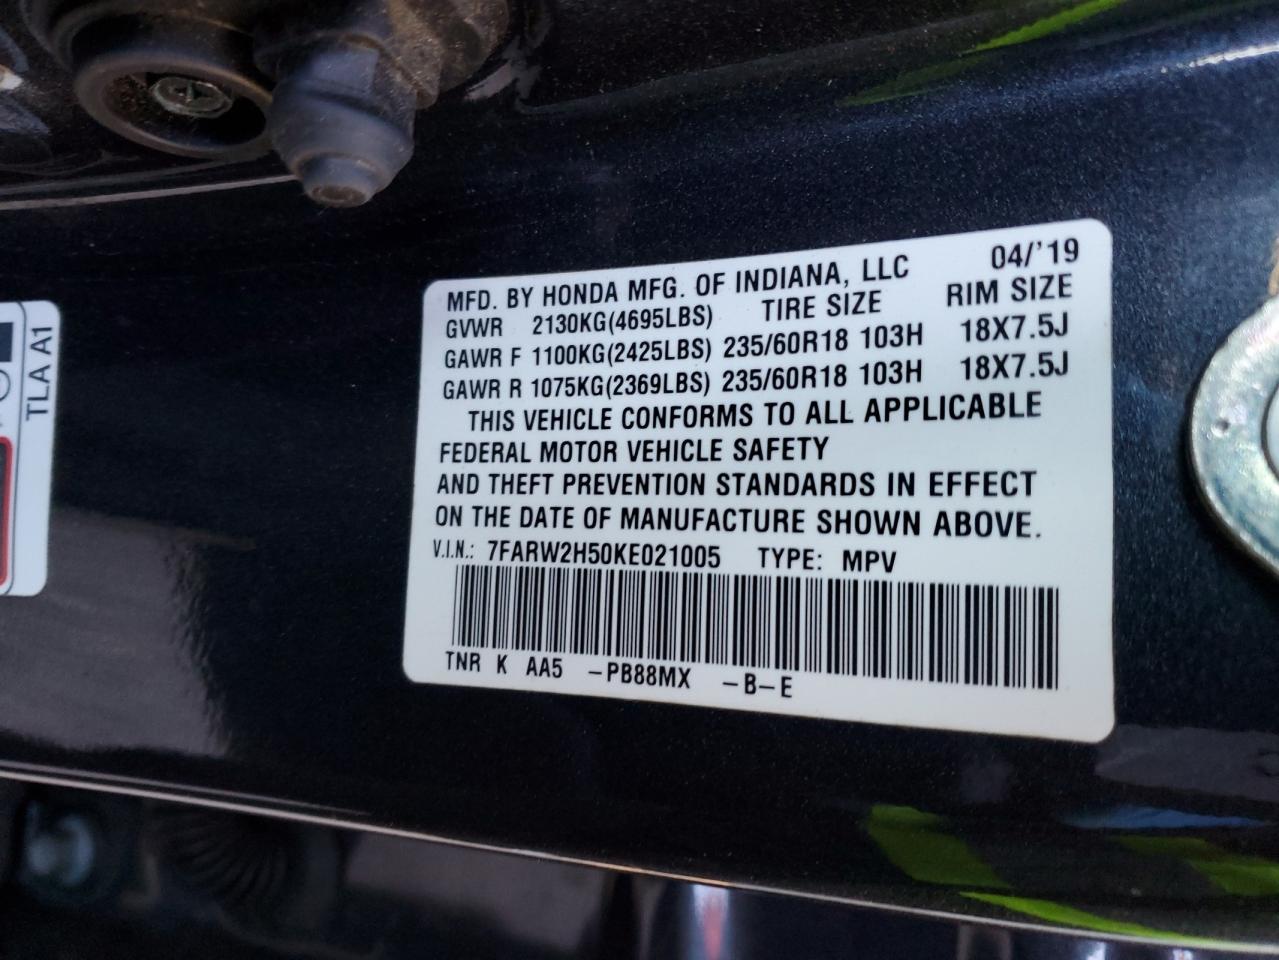 MFD. BY HONDA MFG. OF INDIANA, LLC 04/'19
GVWR 2130KG(4695LBS) TIRE SIZE RIM SIZE
GAWR F 1100KG(2425LBS) 235/60R18 103H 18X7.5J
GAWR R 1075KG(2369LBS) 235/60R18 103H 18X7.5J
THIS VEHICLE CONFORMS TO ALL APPLICABLE
FEDERAL MOTOR VEHICLE SAFETY
AND THEFT PREVENTION STANDARDS IN EFFECT
ON THE DATE OF MANUFACTURE SHOWN ABOVE.
V.I.N.: 7FARW2H50KE021005 TYPE: MPV
TNR K AA5 -PB88MX -B-E
TLA A1